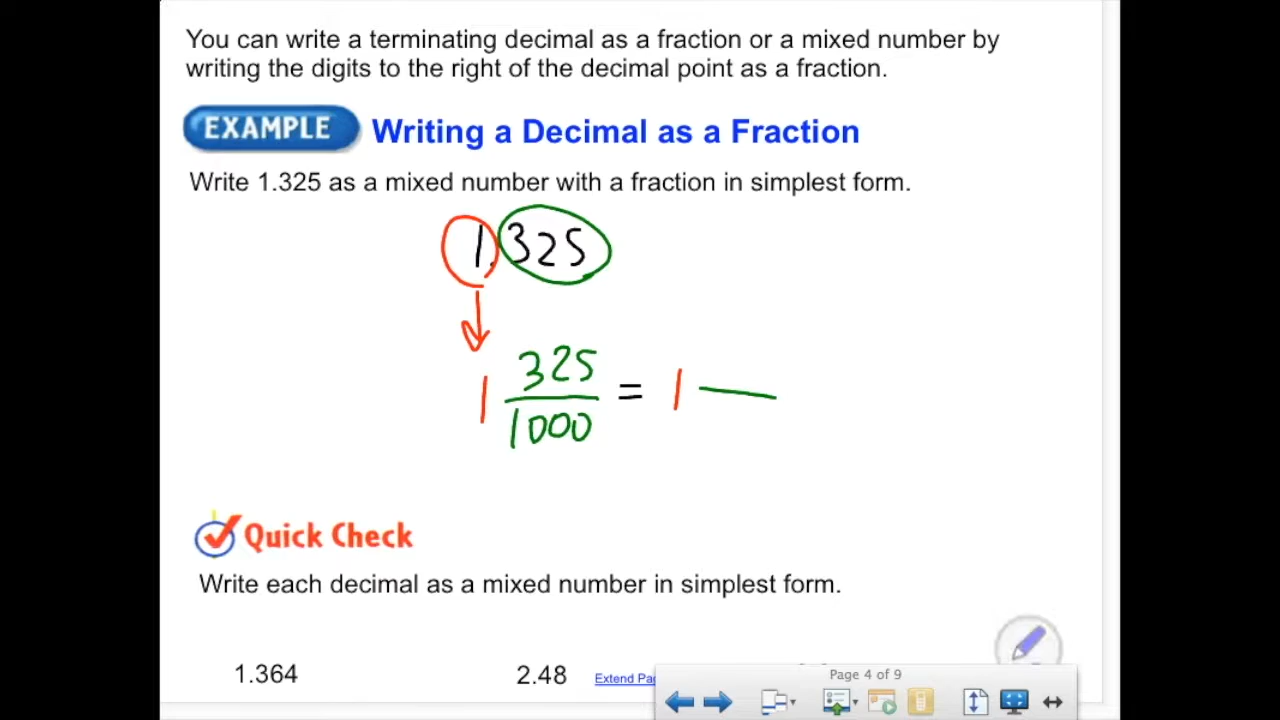 You can write a terminating decimal as a fraction or a mixed number by
writing the digits to the right of the decimal point as a fraction.
EXAMPLE Writing a Decimal as a Fraction
Write 1.325 as a mixed number with a fraction in simplest form.
1.325
1 325/1000 = 1
Quick Check
Write each decimal as a mixed number in simplest form.
1.364 2.48 Extend
Page 4 of 9